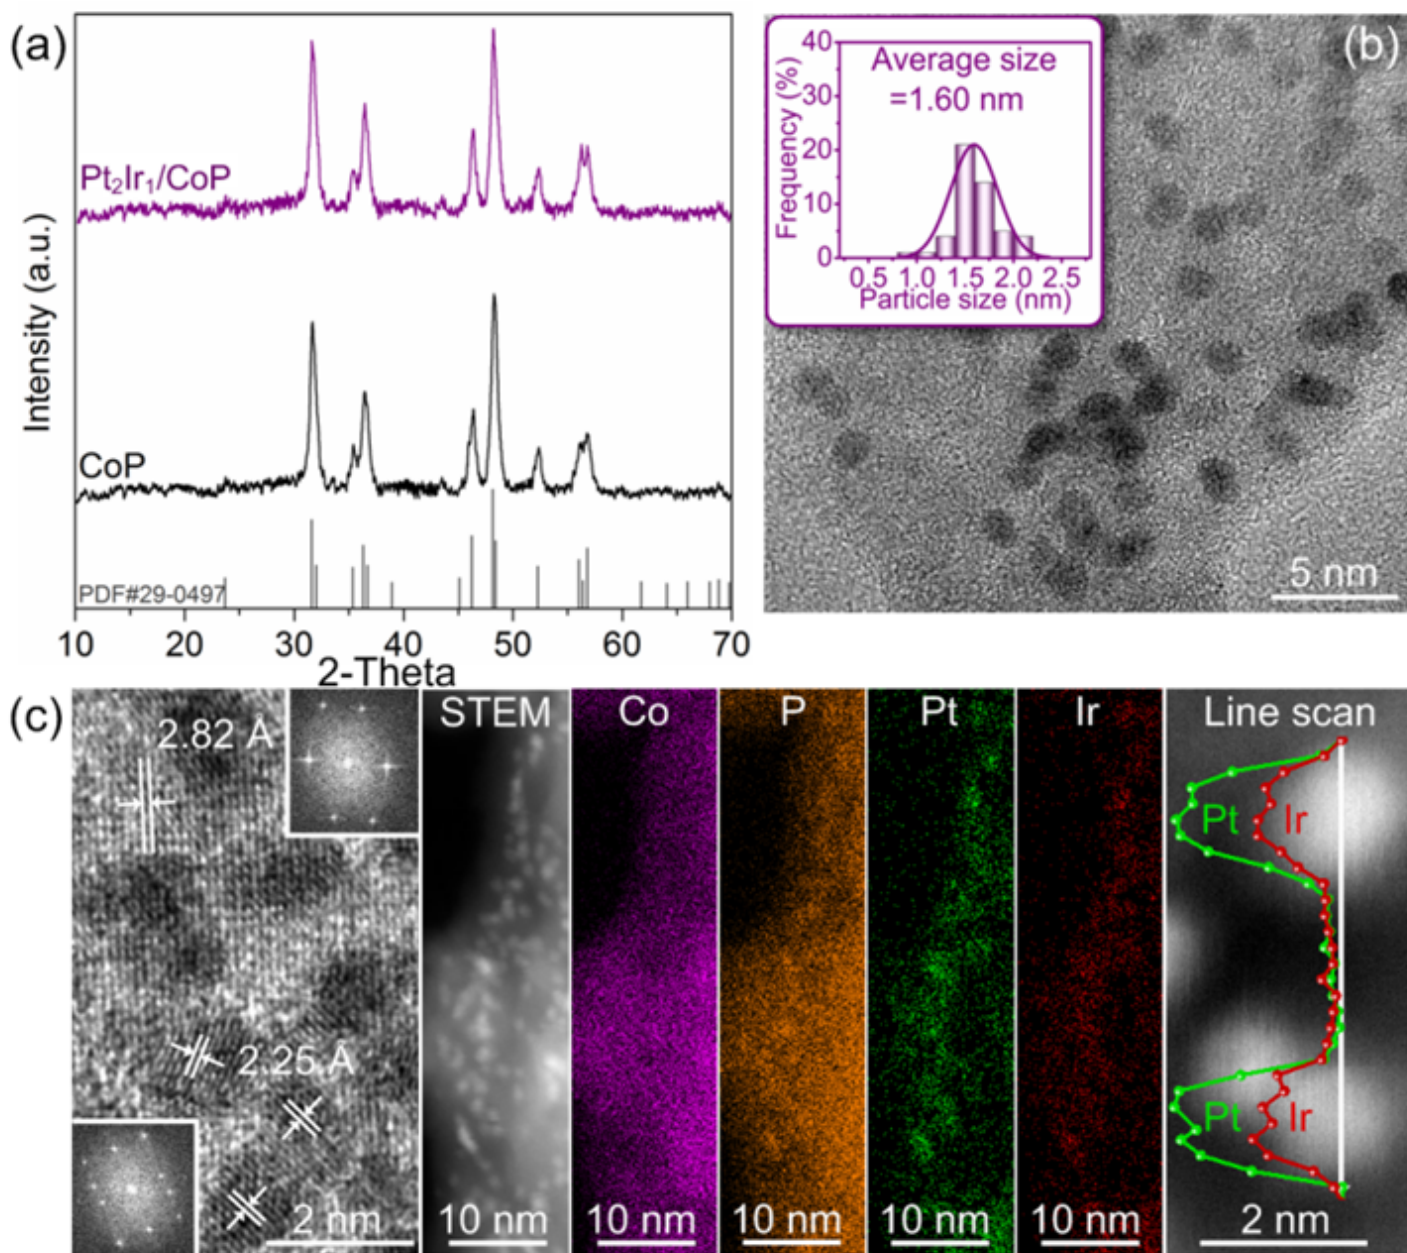 (a)
Pt₂Ir₁/CoP
CoP
PDF#29-0497
Intensity (a.u.)
10 20 30 40 50 60 70
2-Theta
(b)
Average size
=1.60 nm
Frequency (%)
40
30
20
10
0
0.5 1.0 1.5 2.0 2.5
Particle size (nm)
5 nm
(c)
2.82 Å
2.25 Å
2 nm
STEM
10 nm
Co
10 nm
P
10 nm
Pt
10 nm
Ir
10 nm
Line scan
Pt Ir
Pt Ir
2 nm